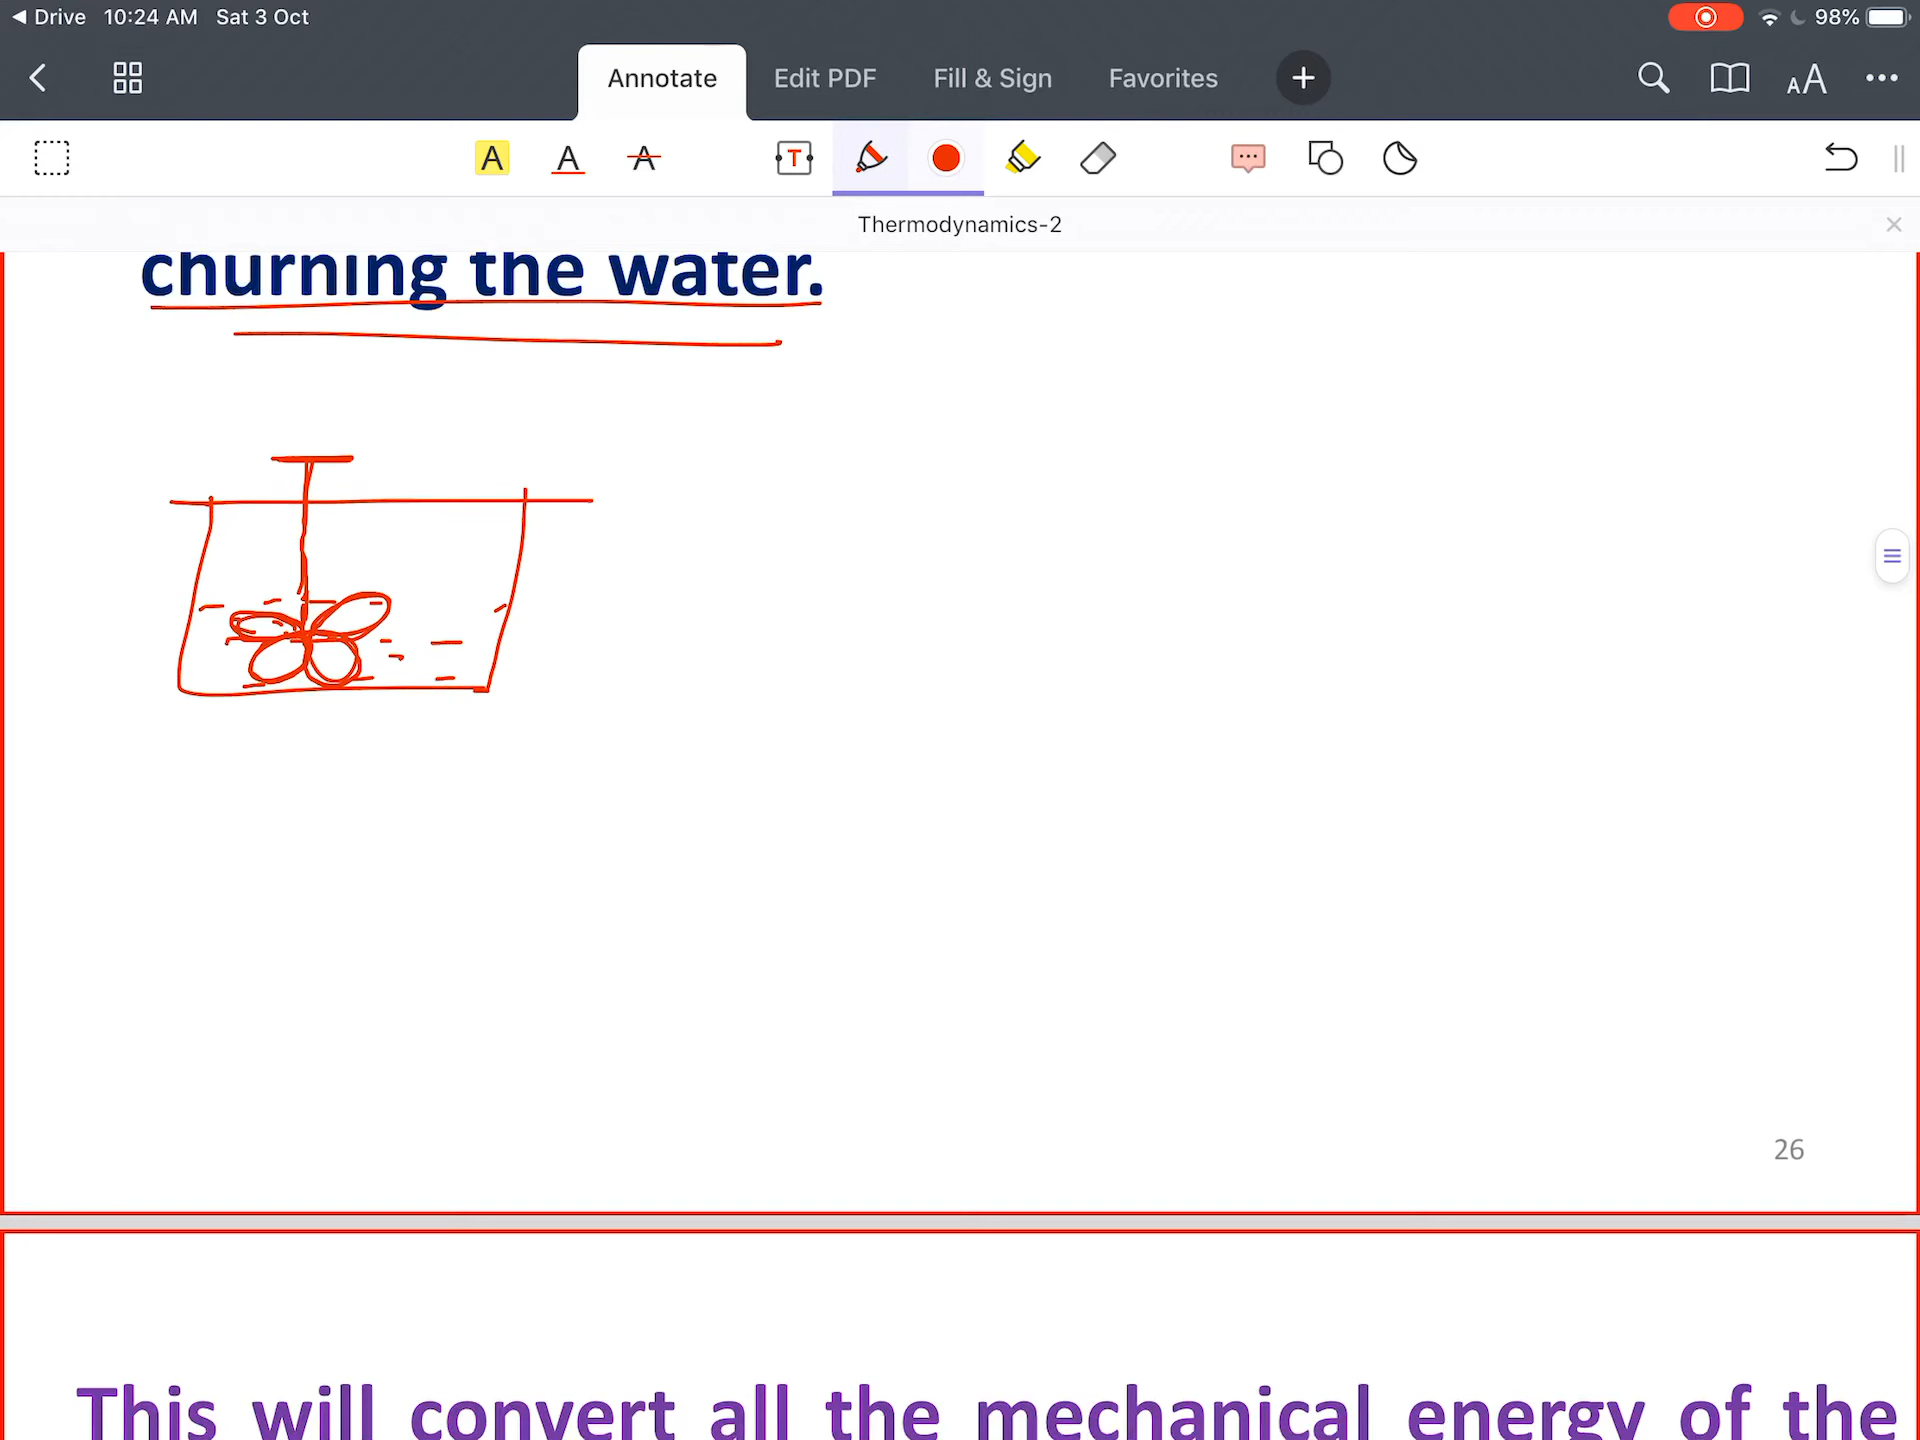 Drive 10:24 AM Sat 3 Oct 98%
Annotate Edit PDF Fill & Sign Favorites
AA
A A A T
Thermodynamics-2
churning the water.
26
This will convert all the mechanical energy of the